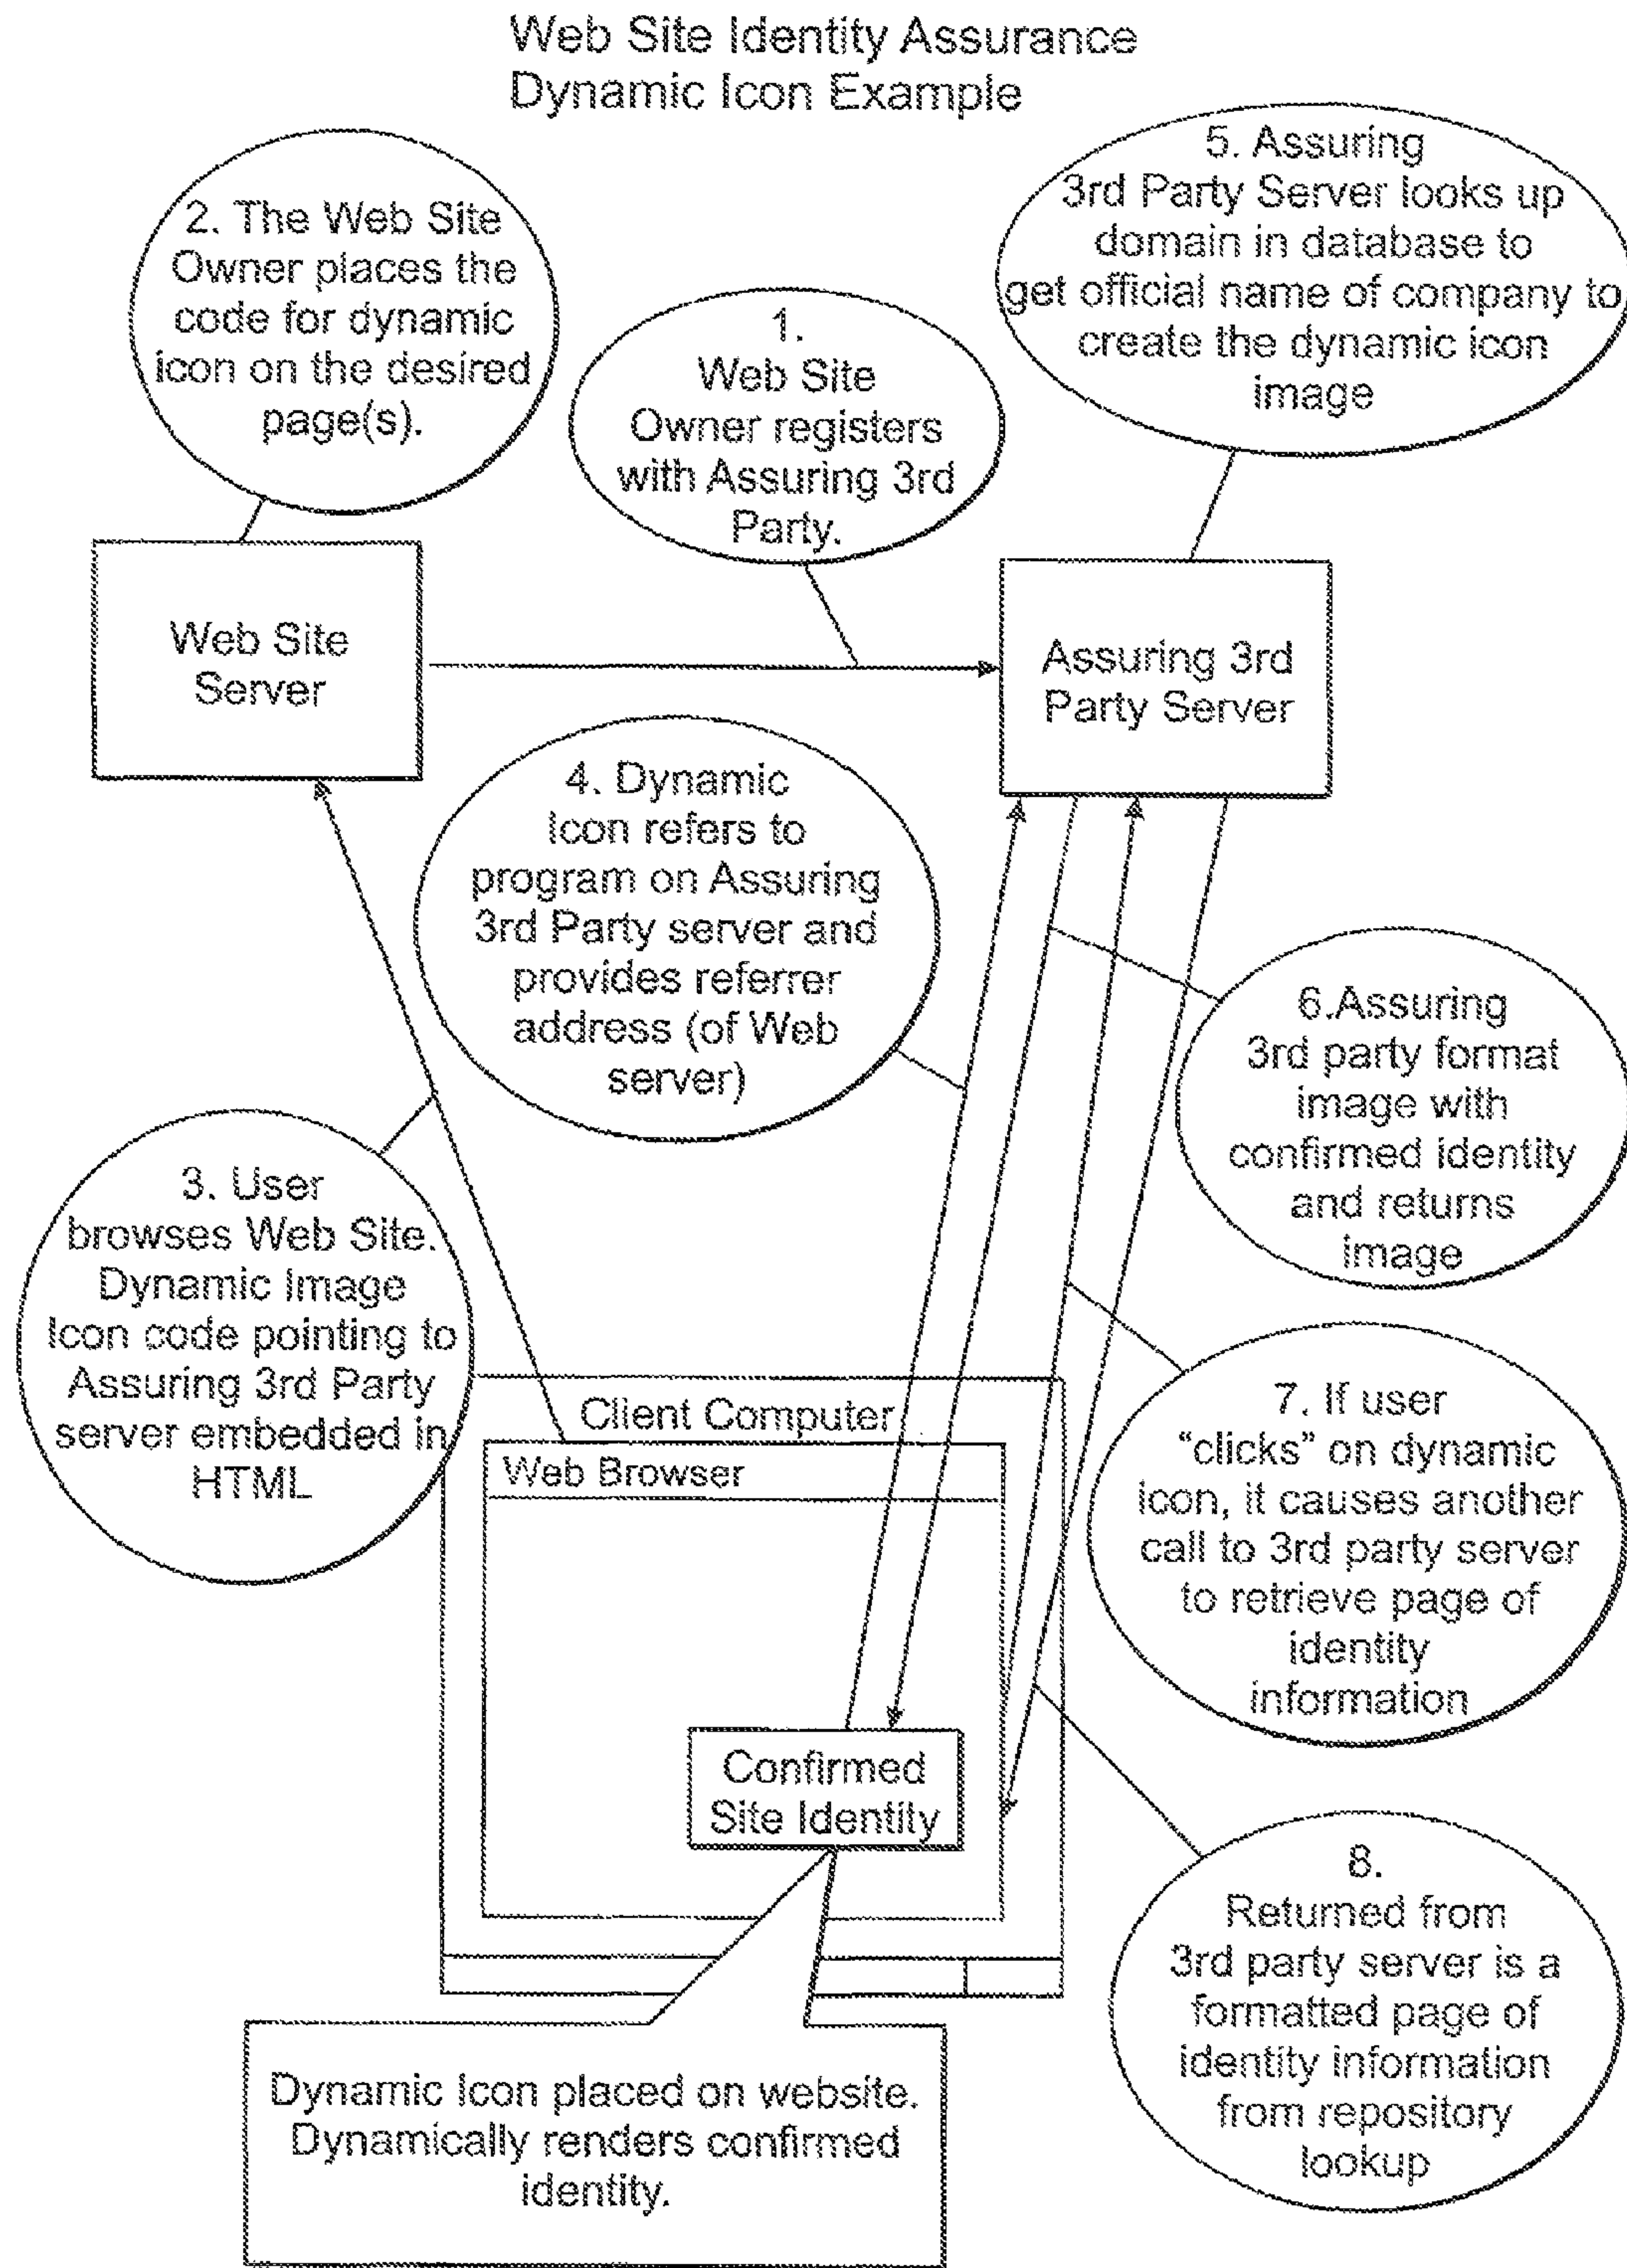 Web Site Identity Assurance
Dynamic Icon Example
5. Assuring
3rd Party Server looks up
domain in database to
get official name of company to
create the dynamic icon
image
2. The Web Site
Owner places the
code for dynamic
icon on the desired
page(s).
1.
Web Site
Owner registers
with Assuring 3rd
Party.
Web Site
Server
Assuring 3rd
Party Server
4. Dynamic
Icon refers to
program on Assuring
3rd Party server and
provides referrer
address (of Web
server)
6.Assuring
3rd party format
image with
confirmed identity
and returns
image
3. User
browses Web Site.
Dynamic Image
Icon code pointing to
Assuring 3rd Party
server embedded in
HTML
Client Computer
Web Browser
7. If user
“clicks” on dynamic
icon, it causes another
call to 3rd party server
to retrieve page of
identity
information
Confirmed
Site Identity
8.
Returned from
3rd party server is a
formatted page of
identity information
from repository
lookup
Dynamic Icon placed on website.
Dynamically renders confirmed
identity.